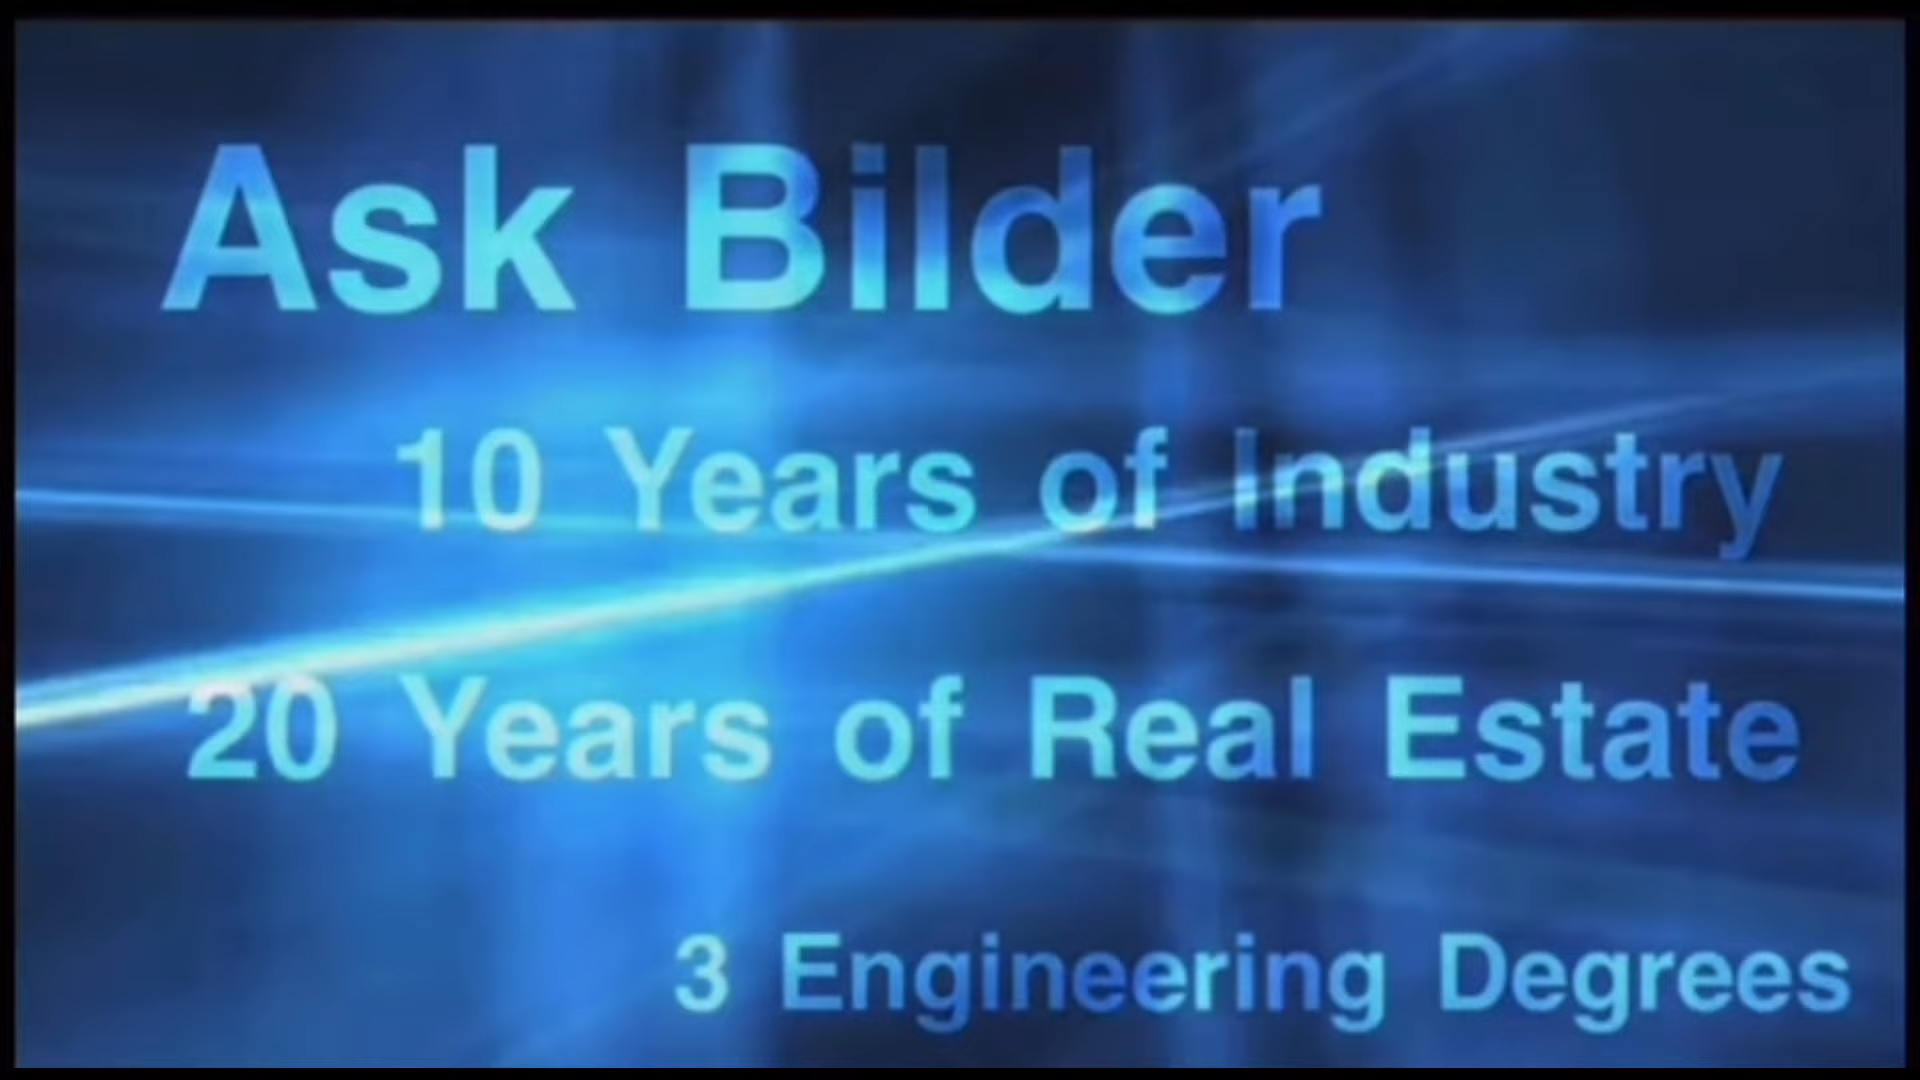 Ask Bilder
10 Years of Industry
20 Years of Real Estate
3 Engineering Degrees